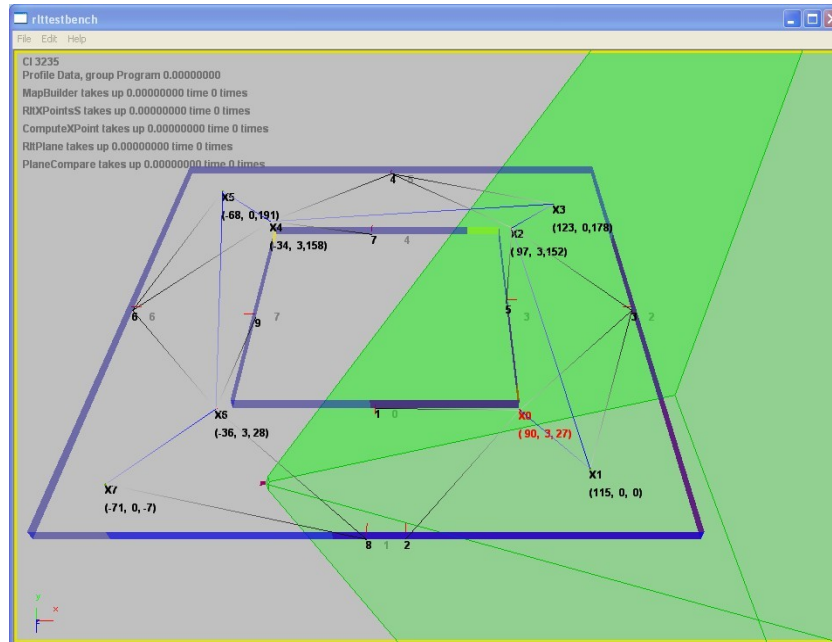 rlttestbench
File Edit Help
CI 3235
Profile Data, group Program 0.00000000
MapBuilder takes up 0.00000000 time 0 times
RltXPointsS takes up 0.00000000 time 0 times
ComputeXPoint takes up 0.00000000 time 0 times
RltPlane takes up 0.00000000 time 0 times
PlaneCompare takes up 0.00000000 time 0 times
4
X5
(-68, 0,191)
X3
(123, 0,178)
X4
(-34, 3,158)
7 4
X2
(97, 3,152)
6 6
9 7
5 3
3 2
X6
(-36, 3,28)
1 0
X0
(90, 3,27)
X1
(115, 0, 0)
X7
(-71, 0,-7)
8 1 2
y
x